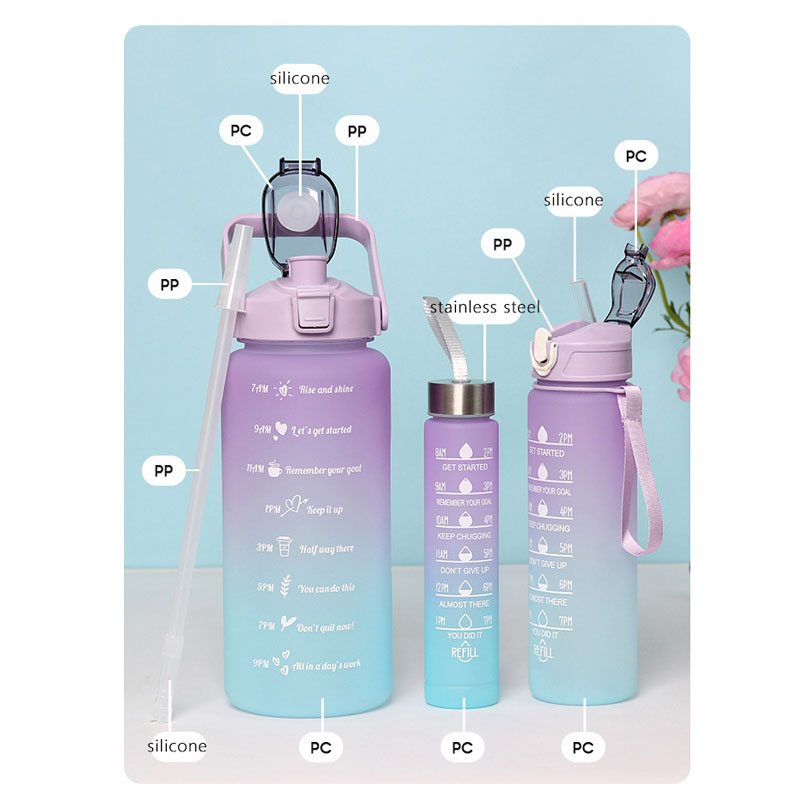 silicone
PC
PP
PC
silicone
PP
PP
stainless steel
7AM Rise and shine
9AM Let's get started
11AM Remember your goal
1PM Keep it up
3PM Half way there
5PM You can do this
7PM Don't quit now!
9PM All in a day's work
PP
8AM 2PM
GET STARTED
9AM 3PM
REMEMBER YOUR GOAL
10AM 4PM
KEEP CHUGGING
11AM 5PM
DON'T GIVE UP
12PM 6PM
ALMOST THERE
1PM 7PM
YOU DID IT
REFILL
2PM
GET STARTED
3PM
MEMBER YOUR GOAL
4PM
KEEP CHUGGING
5PM
DON'T GIVE UP
6PM
LMOST THERE
7PM
YOU DID IT
REFILL
silicone
PC
PC
PC